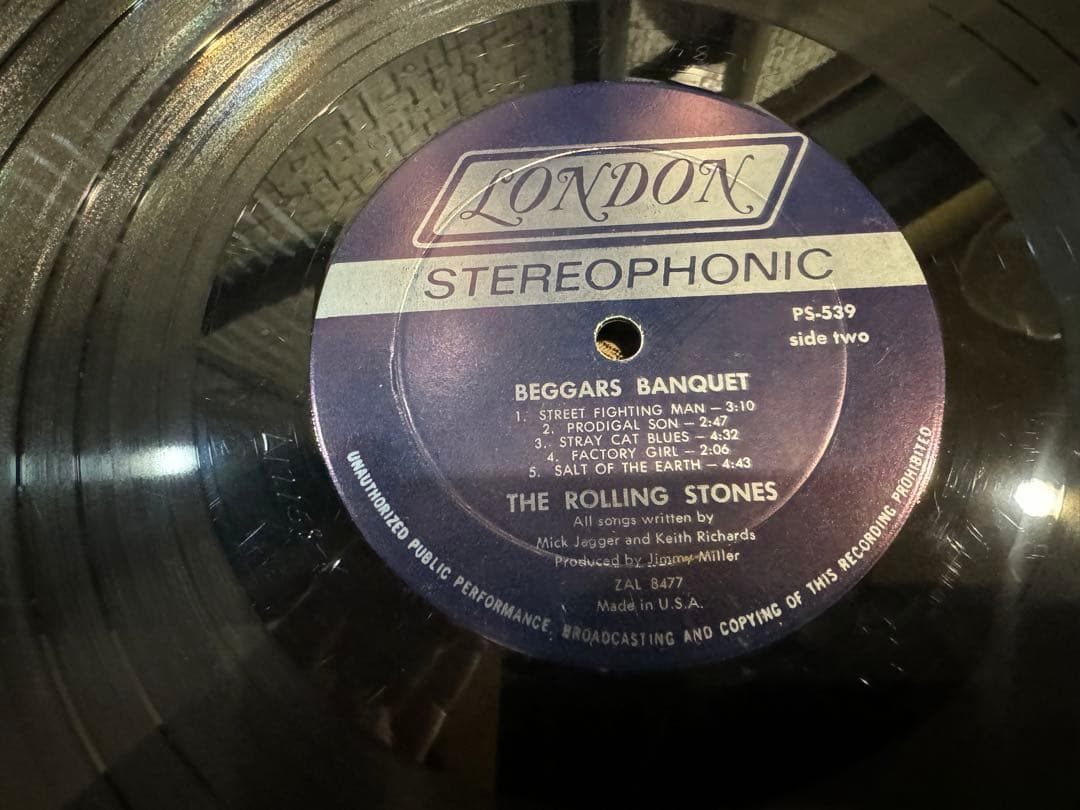 LONDON
STEREOPHONIC
PS-539
side two
BEGGARS BANQUET
1. STREET FIGHTING MAN — 3:10
2. PRODIGAL SON — 2:47
3. STRAY CAT BLUES — 4:32
4. FACTORY GIRL — 2:06
5. SALT OF THE EARTH — 4:43
THE ROLLING STONES
All songs written by
Mick Jagger and Keith Richards
Produced by Jimmy Miller
ZAL 8477
Made in U.S.A.
UNAUTHORIZED PUBLIC PERFORMANCE, BROADCASTING AND COPYING OF THIS RECORDING PROHIBITED